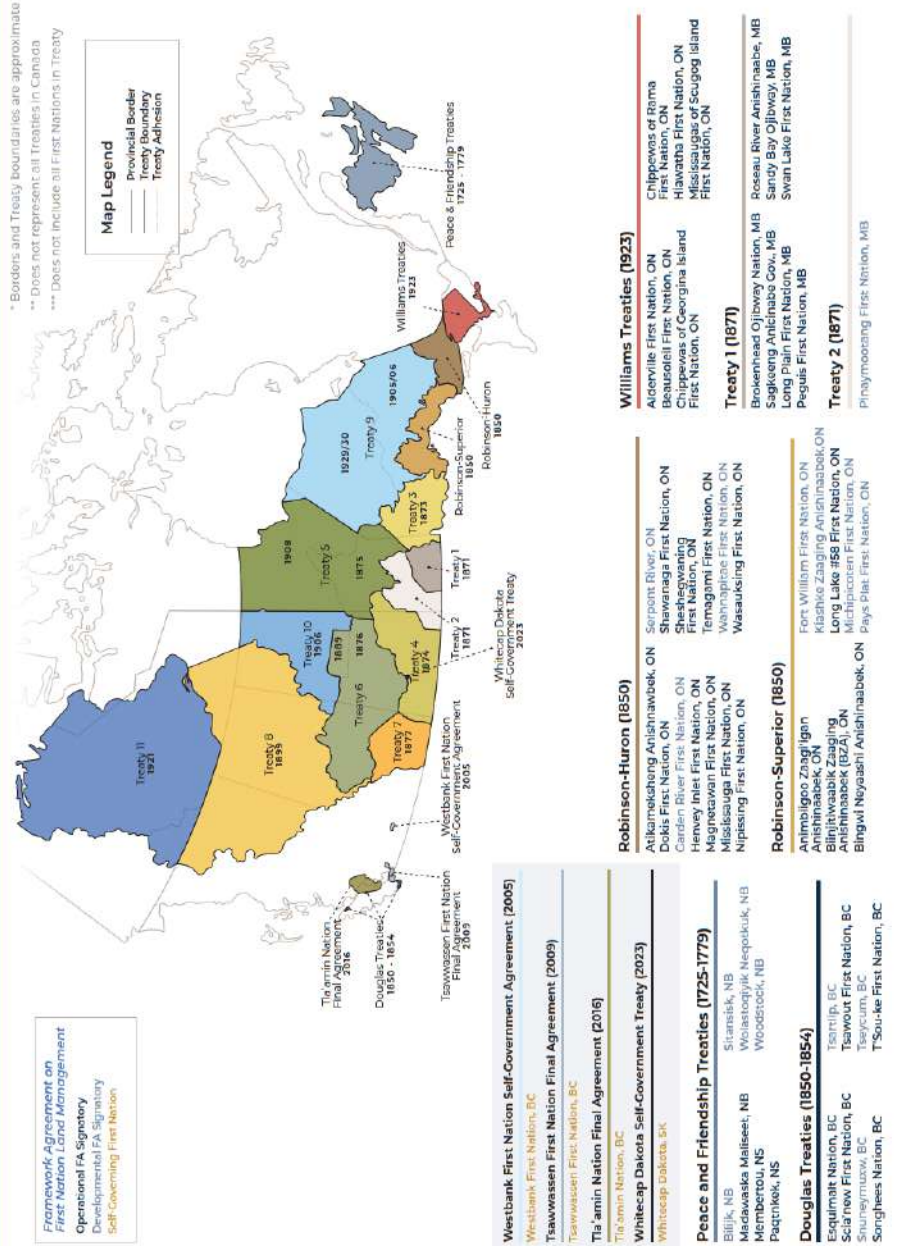 * Borders and Treaty boundaries are approximate
** Does not represent all Treaties in Canada
*** Does not include all First Nations in Treaty
Framework Agreement on
First Nation Land Management
Operational FA Signatory
Developmental FA Signatory
Self-Governing First Nation
Map Legend
Provincial Border
Treaty Boundary
Treaty Adhesion
Treaty 11
1921
Treaty 8
1899
Treaty 10
1906
1889
1876
Treaty 6
Treaty 7
1877
Treaty 4
1874
1908
Treaty 5
1875
1929/30
Treaty 9
1905/06
Treaty 3
1873
Treaty 1
1871
Treaty 2
1871
Whitecap Dakota
Self-Government Treaty
2023
Robinson-Superior
1850
Robinson-Huron
1850
Williams Treaties
1923
Peace & Friendship Treaties
1725 - 1779
Tla'amin Nation
Final Agreement
2016
Douglas Treaties
1850 - 1854
Tsawwassen First Nation
Final Agreement
2009
Westbank First Nation
Self-Government Agreement
2005
Westbank First Nation Self-Government Agreement (2005)
Westbank First Nation, BC
Tsawwassen First Nation Final Agreement (2009)
Tsawwassen First Nation, BC
Tla'amin Nation Final Agreement (2016)
Tla'amin Nation, BC
Whitecap Dakota Self-Government Treaty (2023)
Whitecap Dakota, SK
Peace and Friendship Treaties (1725-1779)
Bilijk, NB
Madawaska Maliseet, NB
Membertou, NS
Paqtnkek, NS
Sitansisk, NB
Wolastoqiyik Neqotkuk, NB
Woodstock, NB
Douglas Treaties (1850-1854)
Esquimalt Nation, BC
Scia'new First Nation, BC
Snuneymuxw, BC
Songhees Nation, BC
Tsartlip, BC
Tsawout First Nation, BC
Tseycum, BC
T'Sou-ke First Nation, BC
Robinson-Huron (1850)
Atikameksheng Anishnawbek, ON
Dokis First Nation, ON
Garden River First Nation, ON
Henvey Inlet First Nation, ON
Magnetawan First Nation, ON
Mississauga First Nation, ON
Nipissing First Nation, ON
Serpent River, ON
Shawanaga First Nation, ON
Sheshegwaning
First Nation, ON
Temagami First Nation, ON
Wahnapitae First Nation, ON
Wasauksing First Nation, ON
Robinson-Superior (1850)
Animbiigoo Zaagi'igan
Anishinaabek, ON
Biinjitiwaabik Zaaging
Anishinaabek (BZA), ON
Bingwi Neyaashi Anishinaabek, ON
Fort William First Nation, ON
Kiashke Zaaging Anishinaabek,ON
Long Lake #58 First Nation, ON
Michipicoten First Nation, ON
Pays Plat First Nation, ON
Williams Treaties (1923)
Alderville First Nation, ON
Beausoleil First Nation, ON
Chippewas of Georgina Island
First Nation, ON
Chippewas of Rama
First Nation, ON
Hiawatha First Nation, ON
Mississaugas of Scugog Island
First Nation, ON
Treaty 1 (1871)
Brokenhead Ojibway Nation, MB
Sagkeeng Anicinabe Gov., MB
Long Plain First Nation, MB
Peguis First Nation, MB
Roseau River Anishinaabe, MB
Sandy Bay Ojibway, MB
Swan Lake First Nation, MB
Treaty 2 (1871)
Pinaymootang First Nation, MB